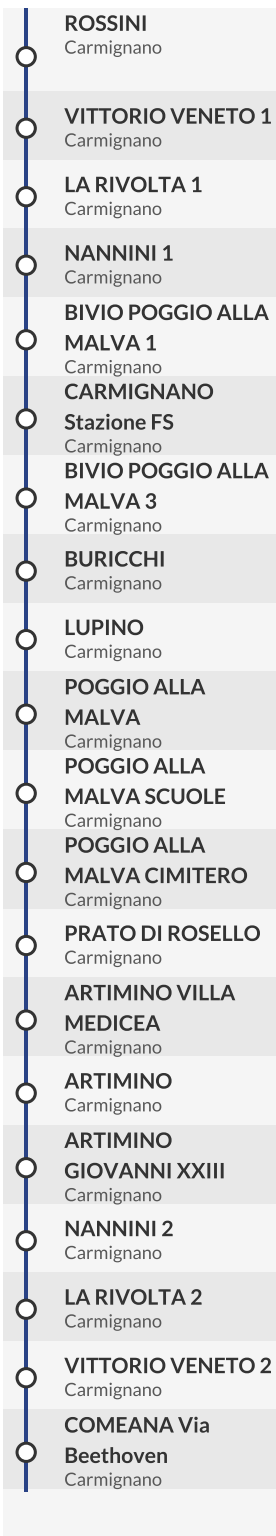 ROSSINI
Carmignano
VITTORIO VENETO 1
Carmignano
LA RIVOLTA 1
Carmignano
NANNINI 1
Carmignano
BIVIO POGGIO ALLA
MALVA 1
Carmignano
CARMIGNANO
Stazione FS
Carmignano
BIVIO POGGIO ALLA
MALVA 3
Carmignano
BURICCHI
Carmignano
LUPINO
Carmignano
POGGIO ALLA
MALVA
Carmignano
POGGIO ALLA
MALVA SCUOLE
Carmignano
POGGIO ALLA
MALVA CIMITERO
Carmignano
PRATO DI ROSELLO
Carmignano
ARTIMINO VILLA
MEDICEA
Carmignano
ARTIMINO
Carmignano
ARTIMINO
GIOVANNI XXIII
Carmignano
NANNINI 2
Carmignano
LA RIVOLTA 2
Carmignano
VITTORIO VENETO 2
Carmignano
COMEANA Via
Beethoven
Carmignano